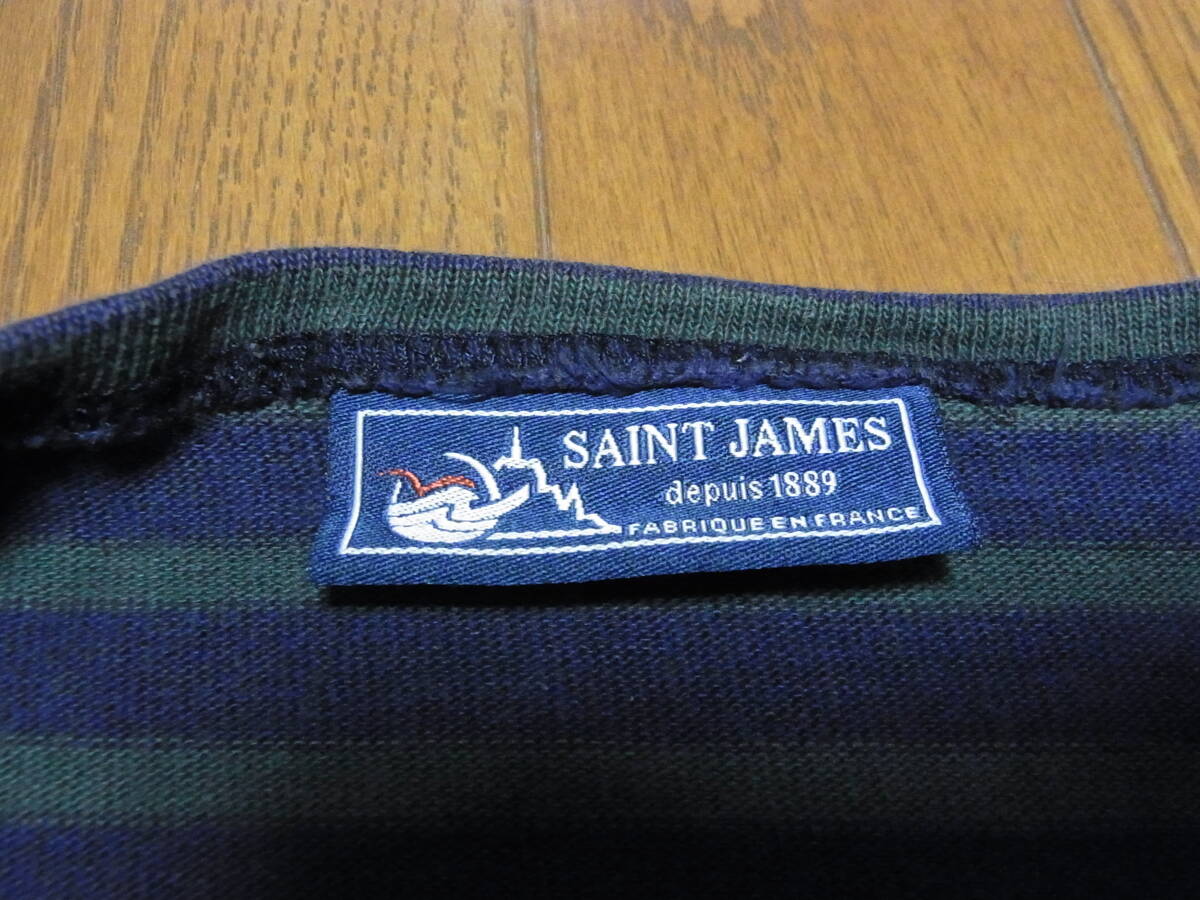 SAINT JAMES
depuis 1889
FABRIQUE EN FRANCE